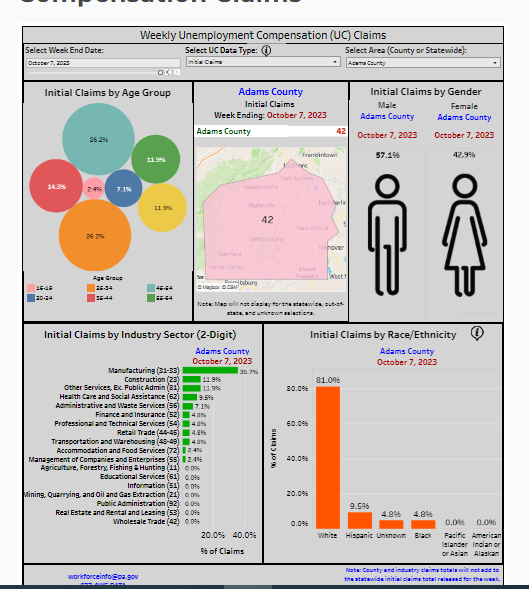 Compensation Claims
Weekly Unemployment Compensation (UC) Claims
Select Week End Date:
October 7, 2023
Select UC Data Type:
Initial Claims
Select Area (County or Statewide):
Adams County
Initial Claims by Age Group
26.2%
11.9%
14.3%
2.4%
7.1%
11.9%
26.2%
Age Group
25-34
45-54
35-44
55-64
Adams County
Initial Claims
Week Ending: October 7, 2023
Adams County 42
Franklintown
42
Gettysburg
Hanover
© Mapbox © OSM
Note: Map will not display for the statewide, out-of-
state, and unknown selections.
Initial Claims by Gender
Male
Adams County
October 7, 2023
57.1%
Female
Adams County
October 7, 2023
42.9%
Initial Claims by Industry Sector (2-Digit)
Adams County
October 7, 2023
Manufacturing (31-33) 35.7%
Construction (23) 11.9%
Other Services, Ex. Public Admin (81) 11.9%
Health Care and Social Assistance (62) 9.5%
Administrative and Waste Services (56) 7.1%
Finance and Insurance (52) 4.8%
Professional and Technical Services (54) 4.8%
Retail Trade (44-45) 4.8%
Transportation and Warehousing (48-49) 4.8%
Accommodation and Food Services (72) 2.4%
Management of Companies and Enterprises (55) 2.4%
Agriculture, Forestry, Fishing & Hunting (11) 0.0%
Educational Services (61) 0.0%
Information (51) 0.0%
Mining, Quarrying, and Oil and Gas Extraction (21) 0.0%
Public Administration (92) 0.0%
Real Estate and Rental and Leasing (53) 0.0%
Wholesale Trade (42) 0.0%
20.0% 40.0%
% of Claims
Initial Claims by Race/Ethnicity
Adams County
October 7, 2023
% of Claims
80.0%
60.0%
40.0%
20.0%
0.0%
81.0%
9.5%
4.8%
4.8%
0.0%
0.0%
White
Hispanic
Unknown
Black
Pacific
Islander
or Asian
American
Indian or
Alaskan
workforceinfo@pa.gov
Note: County and industry claims totals will not add to
the statewide initial claims total released for the week.